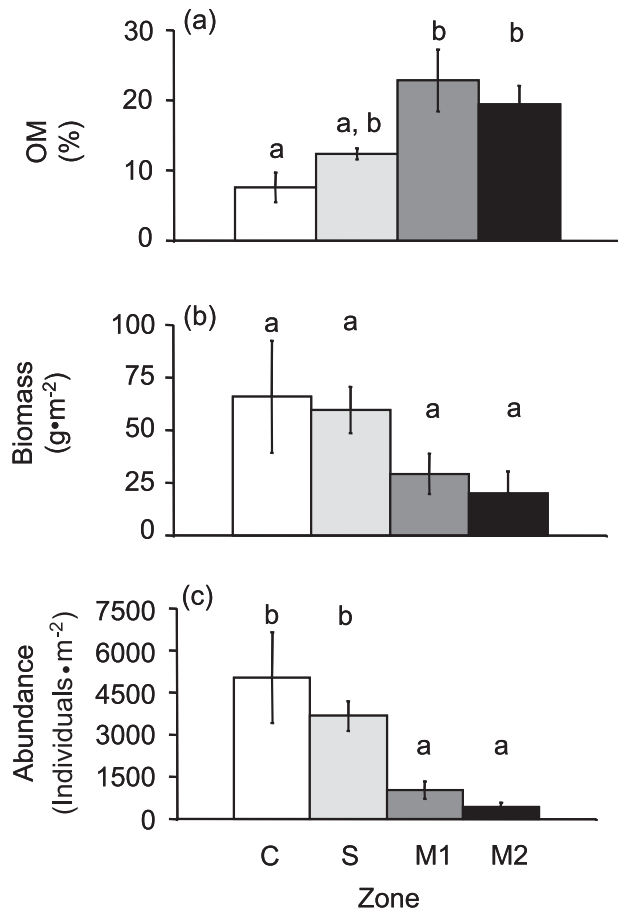 (a)
30
20
10
0
OM
(%)
a
a, b
b
b
(b)
100
75
50
25
0
Biomass
(g•m-2)
a
a
a
a
(c)
7500
6000
4500
3000
1500
0
Abundance
(Individuals•m-2)
b
b
a
a
C S M1 M2
Zone